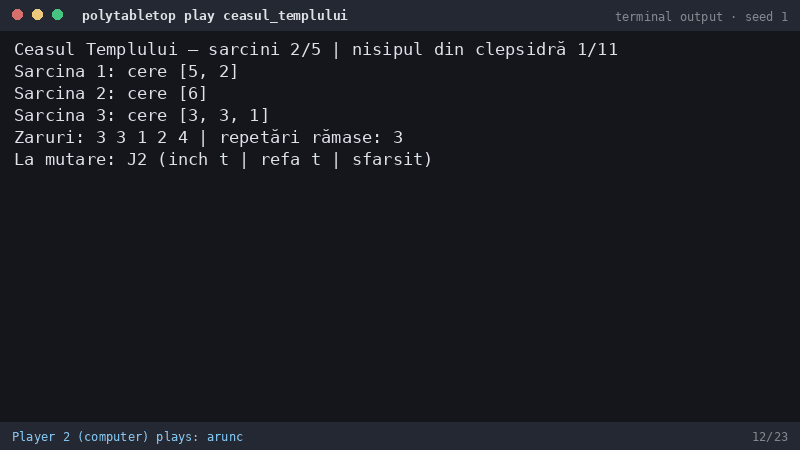 polytabletop play ceasul_templului
terminal output · seed 1
Ceasul Templului — sarcini 2/5 | nisipul din clepsidră 1/11
Sarcina 1: cere [5, 2]
Sarcina 2: cere [6]
Sarcina 3: cere [3, 3, 1]
Zaruri: 3 3 1 2 4 | repetări rămase: 3
La mutare: J2 (inch t | refa t | sfarsit)
Player 2 (computer) plays: arunc
12/23